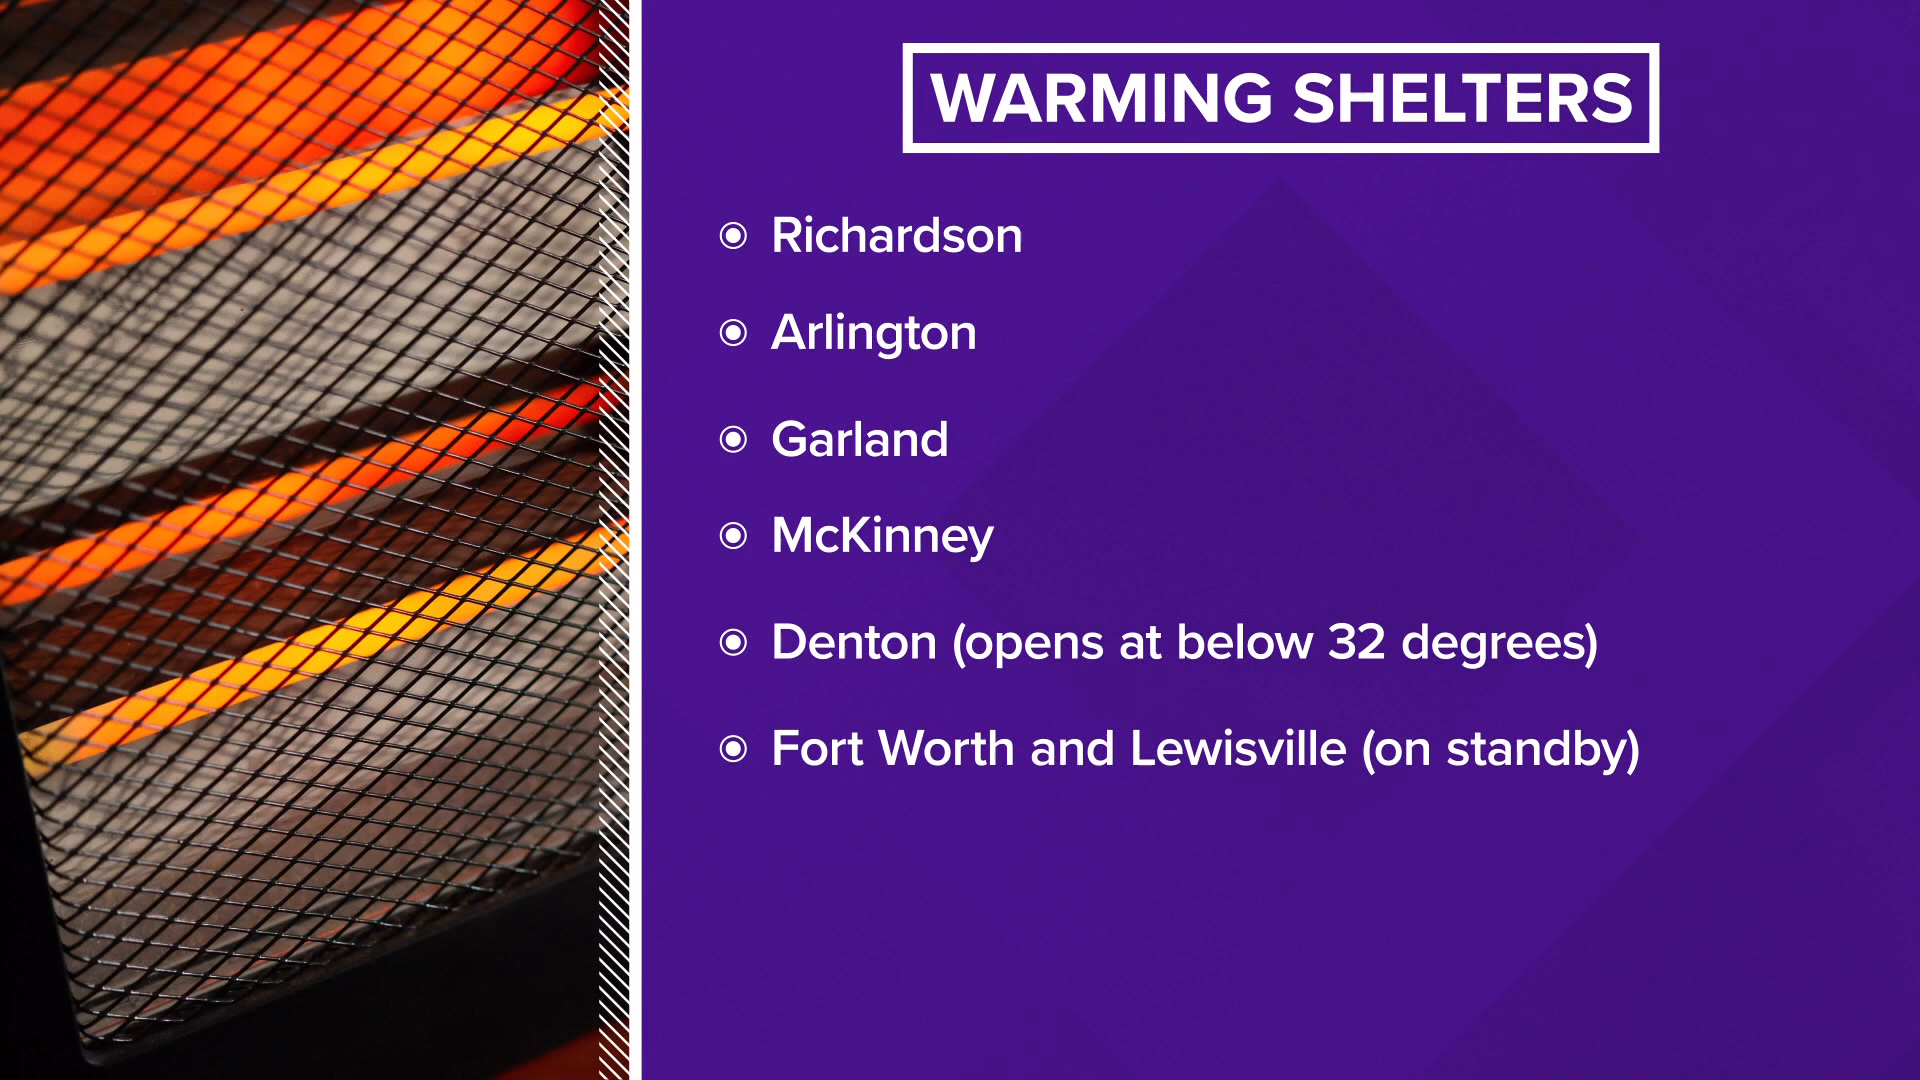 WARMING SHELTERS
Richardson
Arlington
Garland
McKinney
Denton (opens at below 32 degrees)
Fort Worth and Lewisville (on standby)